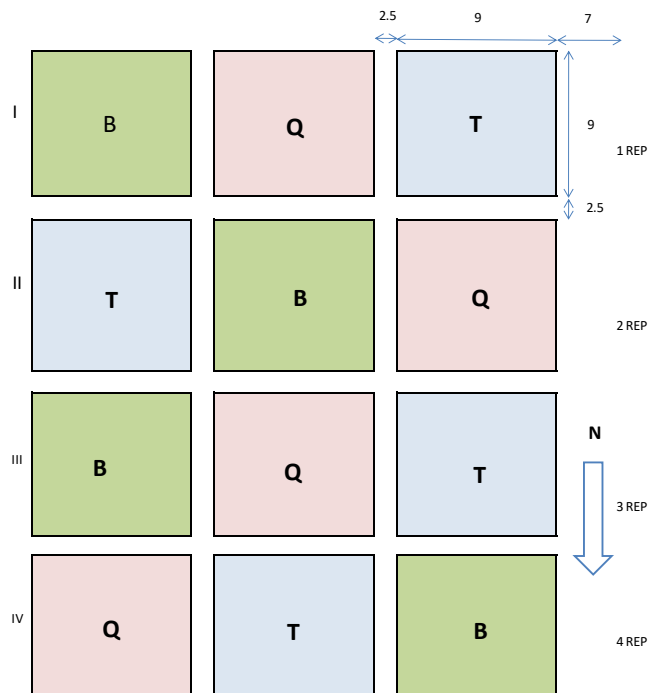 2.5 9 7
I B Q T 9
1 REP
2.5
II T B Q
2 REP
N
III B Q T
3 REP
IV Q T B
4 REP